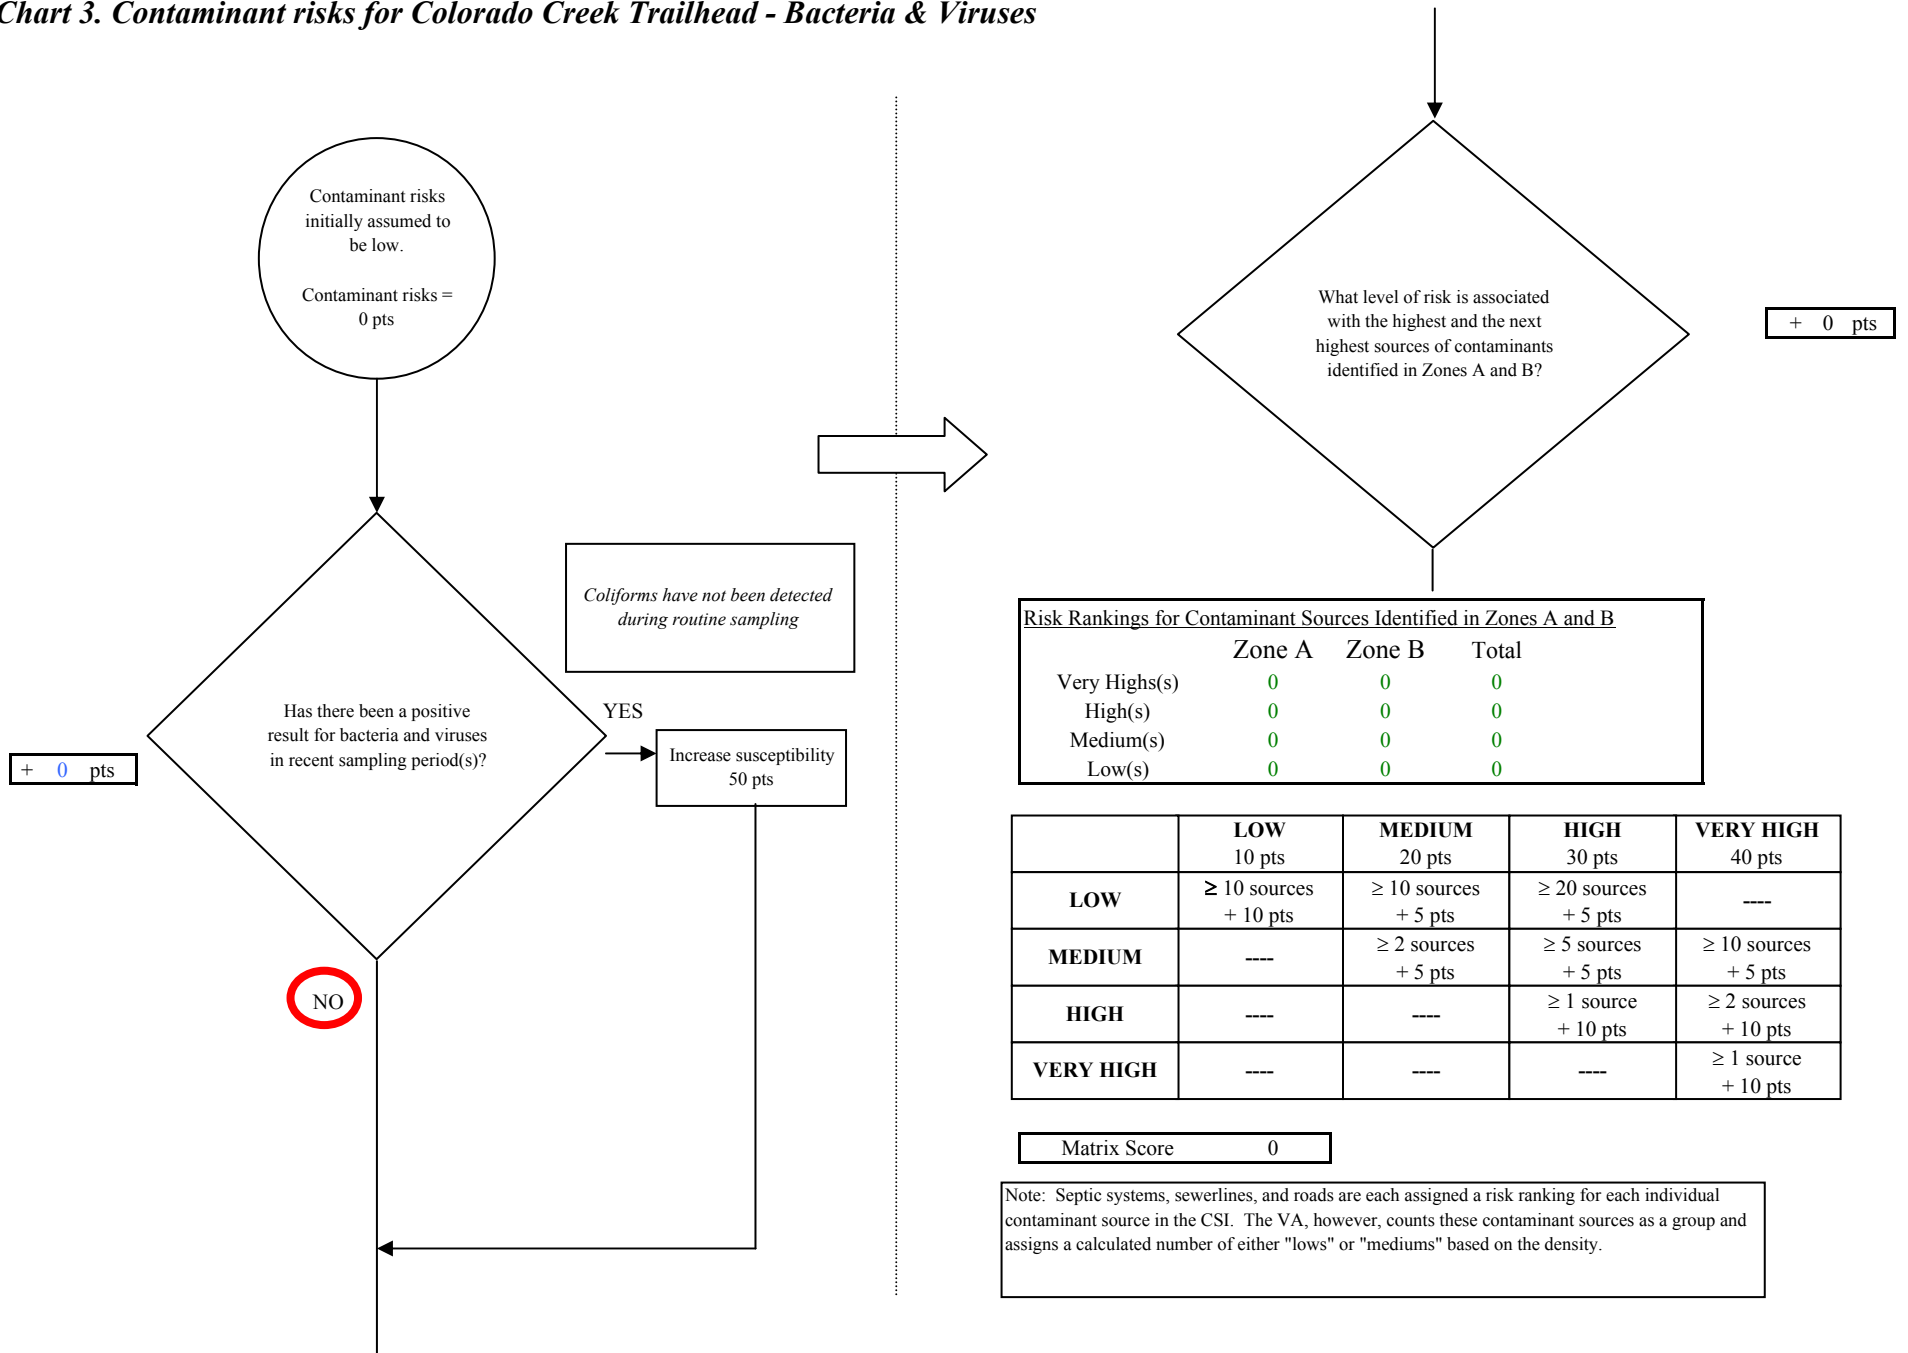 Chart 3. Contaminant risks for Colorado Creek Trailhead - Bacteria & Viruses
Contaminant risks
initially assumed to
be low.
Contaminant risks =
0 pts
Coliforms have not been detected
during routine sampling
Has there been a positive
result for bacteria and viruses
in recent sampling period(s)?
YES
Increase susceptibility
50 pts
+ 0 pts
NO
What level of risk is associated
with the highest and the next
highest sources of contaminants
identified in Zones A and B?
+ 0 pts
Risk Rankings for Contaminant Sources Identified in Zones A and B
Zone A Zone B Total
Very Highs(s) 0 0 0
High(s) 0 0 0
Medium(s) 0 0 0
Low(s) 0 0 0
LOW MEDIUM HIGH VERY HIGH
10 pts 20 pts 30 pts 40 pts
LOW ≥ 10 sources ≥ 10 sources ≥ 20 sources ----
+ 10 pts + 5 pts + 5 pts
MEDIUM ---- ≥ 2 sources ≥ 5 sources ≥ 10 sources
+ 5 pts + 5 pts + 5 pts
HIGH ---- ---- ≥ 1 source ≥ 2 sources
+ 10 pts + 10 pts
VERY HIGH ---- ---- ---- ≥ 1 source
+ 10 pts
Matrix Score 0
Note: Septic systems, sewerlines, and roads are each assigned a risk ranking for each individual
contaminant source in the CSI. The VA, however, counts these contaminant sources as a group and
assigns a calculated number of either "lows" or "mediums" based on the density.